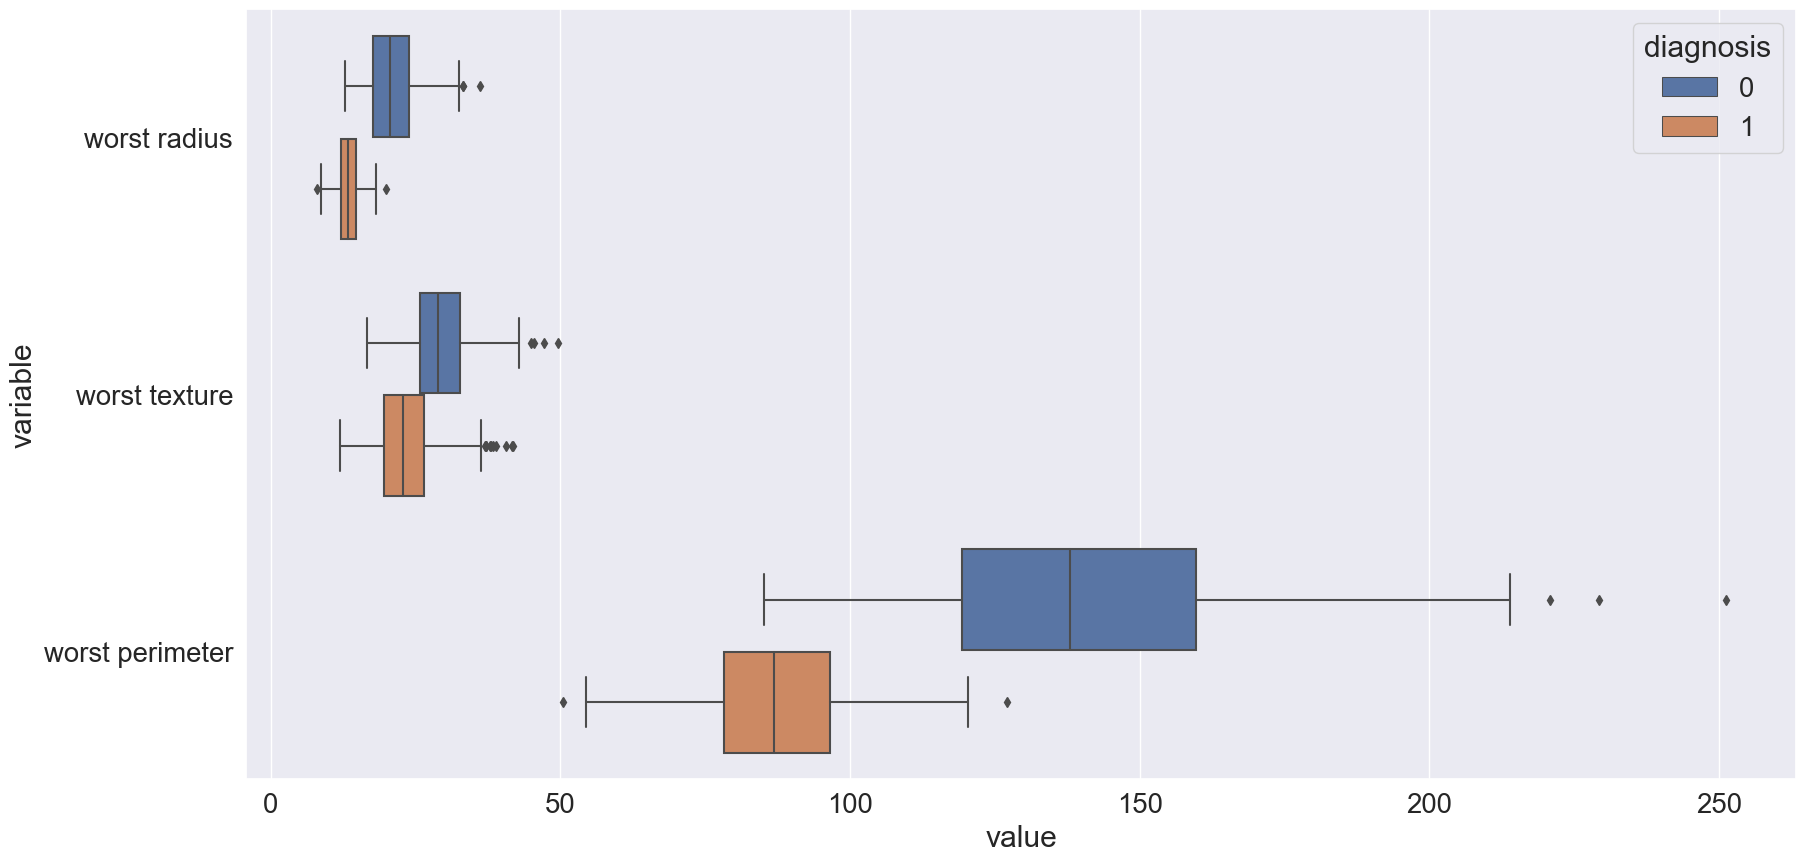 diagnosis
0
1
worst radius
worst texture
worst perimeter
variable
0 50 100 150 200 250
value